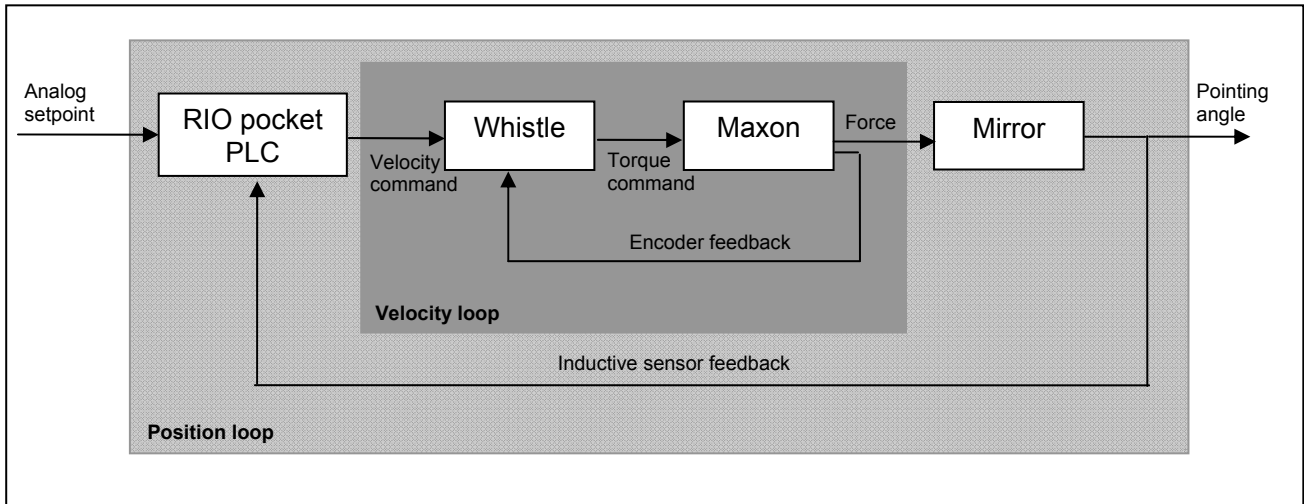 Analog
setpoint
RIO pocket
PLC
Velocity
command
Whistle
Torque
command
Maxon
Force
Mirror
Pointing
angle
Encoder feedback
Velocity loop
Inductive sensor feedback
Position loop